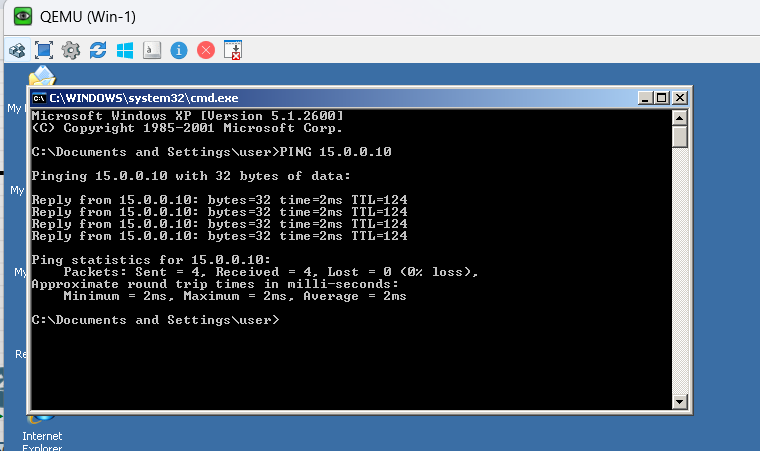 QEMU (Win-1)
C:\WINDOWS\system32\cmd.exe
My
Microsoft Windows XP [Version 5.1.2600]
(C) Copyright 1985-2001 Microsoft Corp.
C:\Documents and Settings\user>PING 15.0.0.10
Pinging 15.0.0.10 with 32 bytes of data:
My
Reply from 15.0.0.10: bytes=32 time=2ms TTL=124
Reply from 15.0.0.10: bytes=32 time=2ms TTL=124
Reply from 15.0.0.10: bytes=32 time=2ms TTL=124
Reply from 15.0.0.10: bytes=32 time=2ms TTL=124
Ping statistics for 15.0.0.10:
My
Packets: Sent = 4, Received = 4, Lost = 0 (0% loss),
Approximate round trip times in milli-seconds:
Minimum = 2ms, Maximum = 2ms, Average = 2ms
C:\Documents and Settings\user>
Re
Internet
Explorer